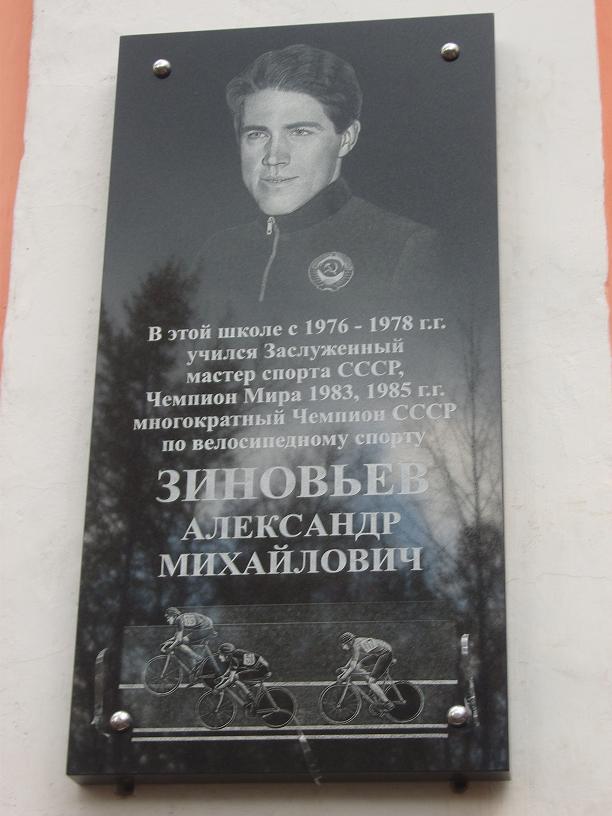 В этой школе с 1976 - 1978 г.г.
учился Заслуженный
мастер спорта СССР,
Чемпион Мира 1983, 1985 г.г.
многократный Чемпион СССР
по велосипедному спорту
ЗИНОВЬЕВ
АЛЕКСАНДР
МИХАЙЛОВИЧ